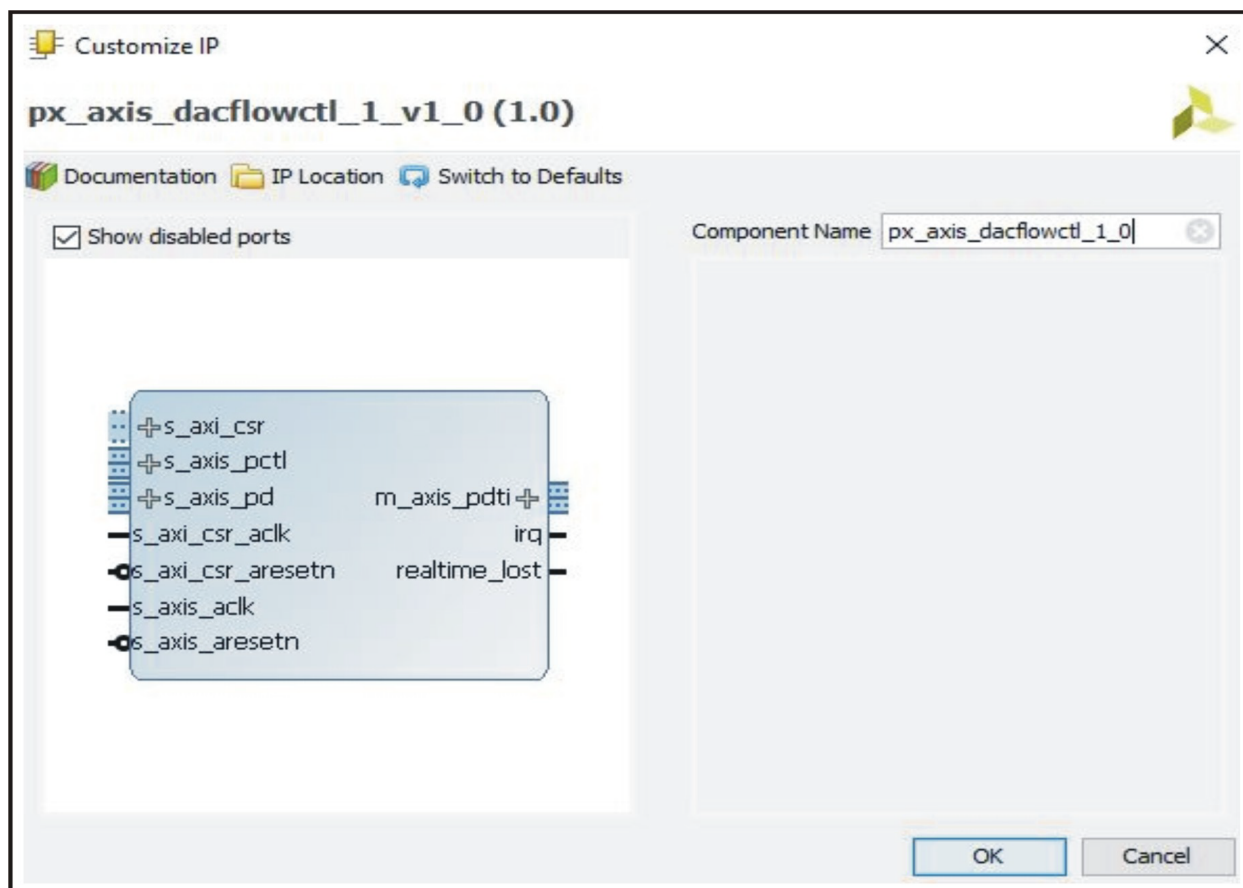 Customize IP
px_axis_dacflowctl_1_v1_0 (1.0)
Documentation IP Location Switch to Defaults
Show disabled ports
Component Name px_axis_dacflowctl_1_0
s_axi_csr
s_axis_pctl
s_axis_pd m_axis_pdti
s_axi_csr_aclk irq
s_axi_csr_aresetn realtime_lost
s_axis_aclk
s_axis_aresetn
OK Cancel